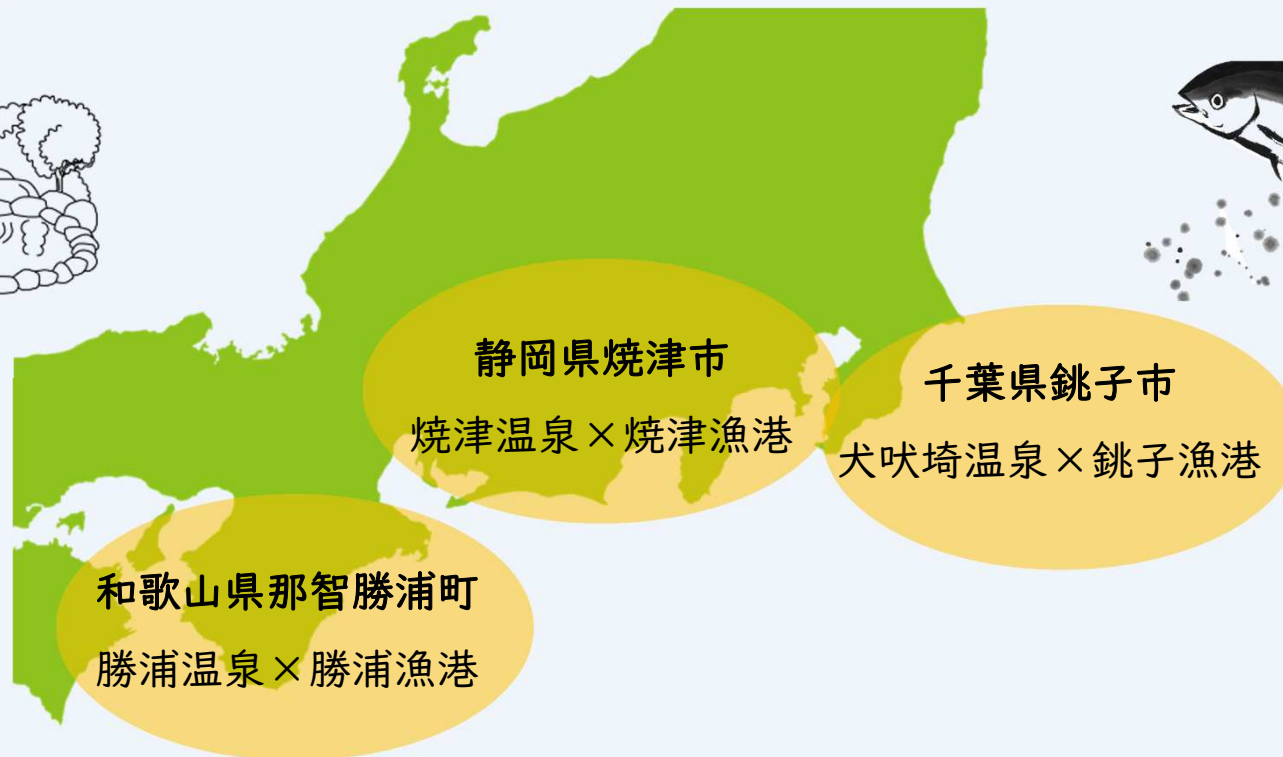 静岡県焼津市
焼津温泉×焼津漁港
千葉県銚子市
犬吠埼温泉×銚子漁港
和歌山県那智勝浦町
勝浦温泉×勝浦漁港